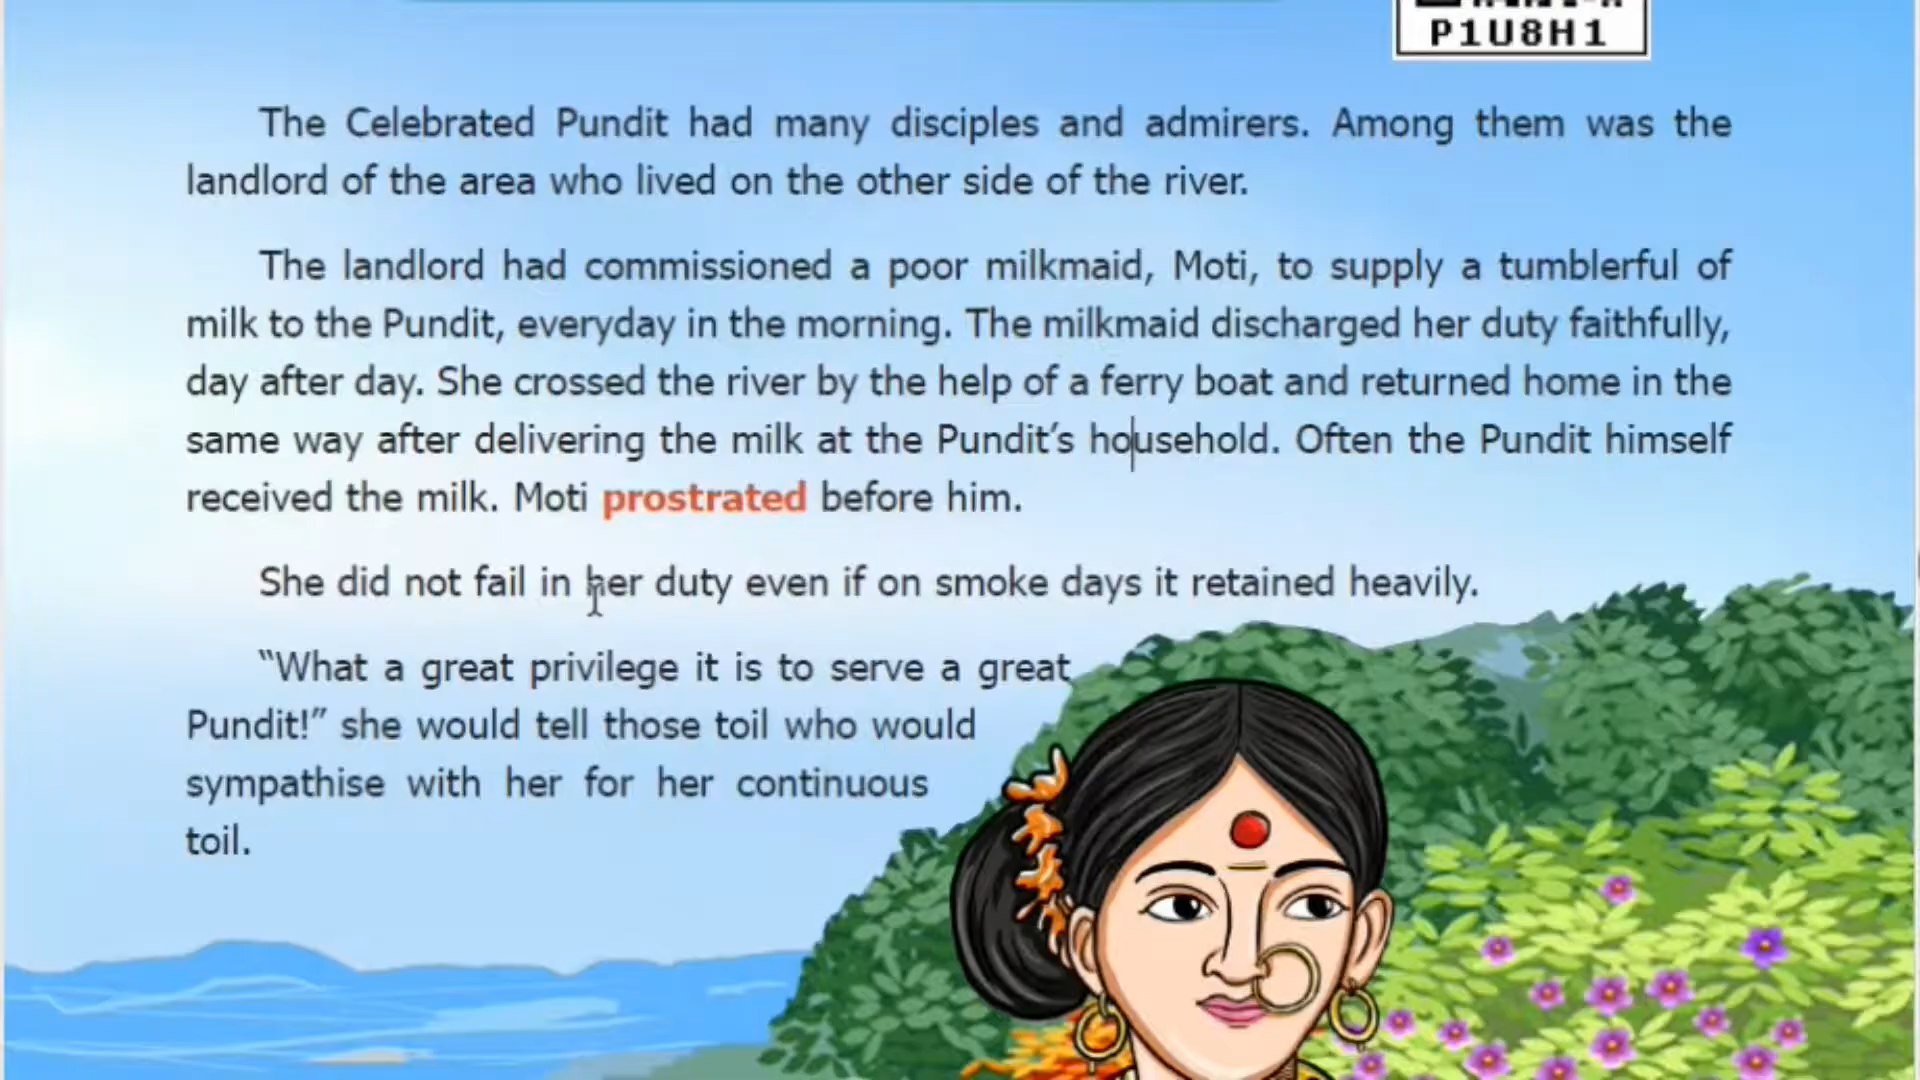 P1U8H1
The Celebrated Pundit had many disciples and admirers. Among them was the
landlord of the area who lived on the other side of the river.
The landlord had commissioned a poor milkmaid, Moti, to supply a tumblerful of
milk to the Pundit, everyday in the morning. The milkmaid discharged her duty faithfully,
day after day. She crossed the river by the help of a ferry boat and returned home in the
same way after delivering the milk at the Pundit’s household. Often the Pundit himself
received the milk. Moti prostrated before him.
She did not fail in her duty even if on smoke days it retained heavily.
“What a great privilege it is to serve a great
Pundit!” she would tell those toil who would
sympathise with her for her continuous
toil.